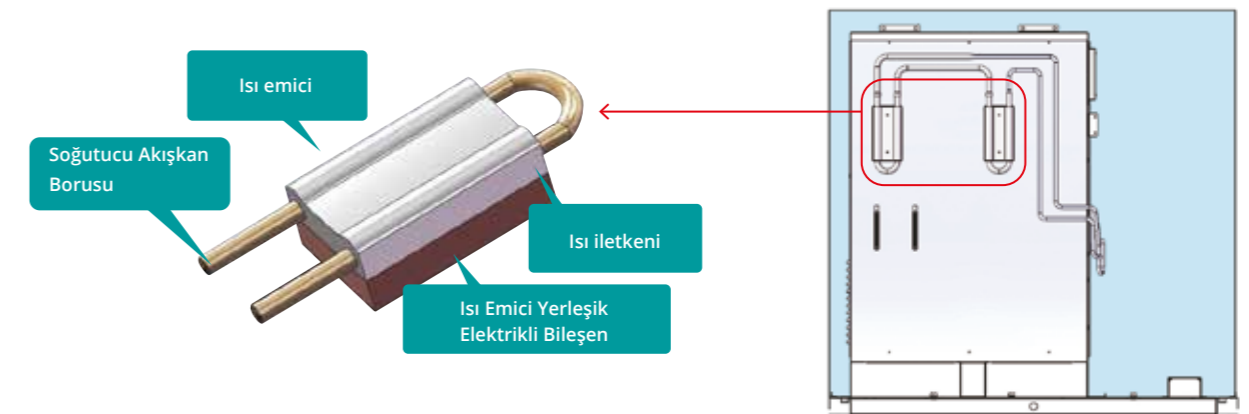 Isı emici
Soğutucu Akışkan
Borusu
Isı iletkeni
Isı Emici Yerleşik
Elektrikli Bileşen